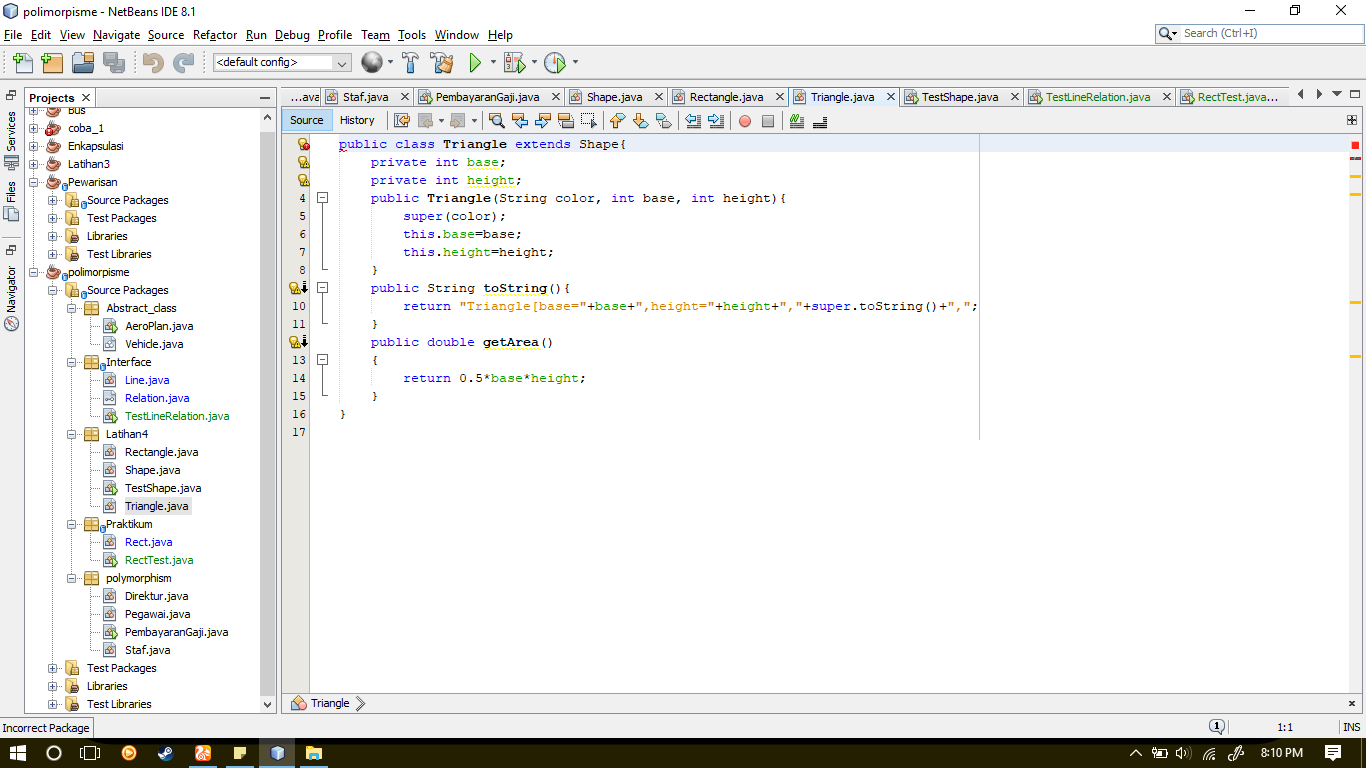 polimorpisme - NetBeans IDE 8.1
File Edit View Navigate Source Refactor Run Debug Profile Team Tools Window Help
Search (Ctrl+I)
<default config>
Projects
...ava Staf.java PembayaranGaji.java Shape.java Rectangle.java Triangle.java TestShape.java TestLineRelation.java RectTest.java...
Source History
Services
Files
Navigator
Bus
coba_1
Enkapsulasi
Latihan3
Pewarisan
Source Packages
Test Packages
Libraries
Test Libraries
polimorpisme
Source Packages
Abstract_class
AeroPlan.java
Vehicle.java
Interface
Line.java
Relation.java
TestLineRelation.java
Latihan4
Rectangle.java
Shape.java
TestShape.java
Triangle.java
Praktikum
Rect.java
RectTest.java
polymorphism
Direktur.java
Pegawai.java
PembayaranGaji.java
Staf.java
Test Packages
Libraries
Test Libraries
public class Triangle extends Shape{
private int base;
private int height;
4 public Triangle(String color, int base, int height){
5 super(color);
6 this.base=base;
7 this.height=height;
8 }
public String toString(){
10 return "Triangle[base="+base+",height="+height+","+super.toString()+",";
11 }
public double getArea()
13 {
14 return 0.5*base*height;
15 }
16 }
17
Triangle
Incorrect Package
1
1:1
INS
8:10 PM